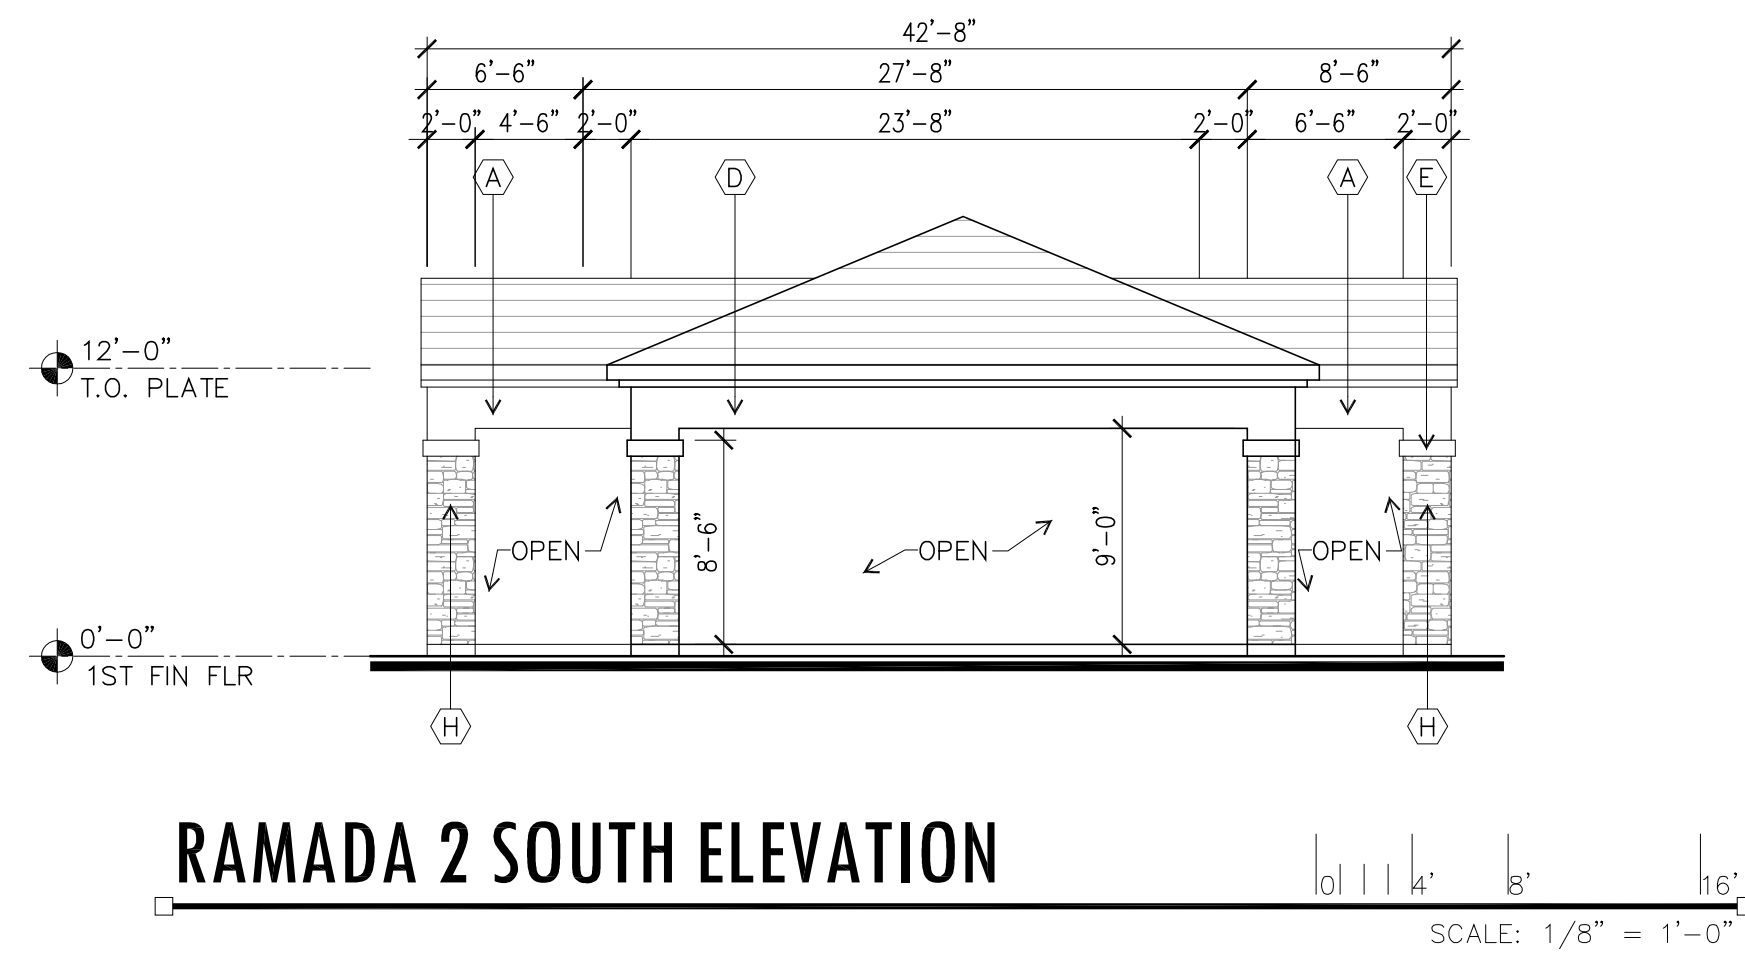 42'-8"
6'-6" 27'-8" 8'-6"
2'-0" 4'-6" 2'-0" 23'-8" 2'-0" 6'-6" 2'-0"
A D A E
12'-0"
T.O. PLATE
8'-6" 9'-0"
OPEN OPEN OPEN
0'-0"
1ST FIN FLR
H H
RAMADA 2 SOUTH ELEVATION
0 4' 8' 16'
SCALE: 1/8" = 1'-0"